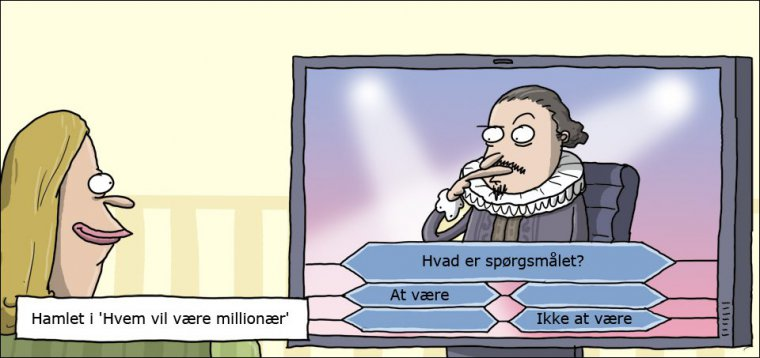 Hvad er spørgsmålet?
At være
Ikke at være
Hamlet i 'Hvem vil være millionær'